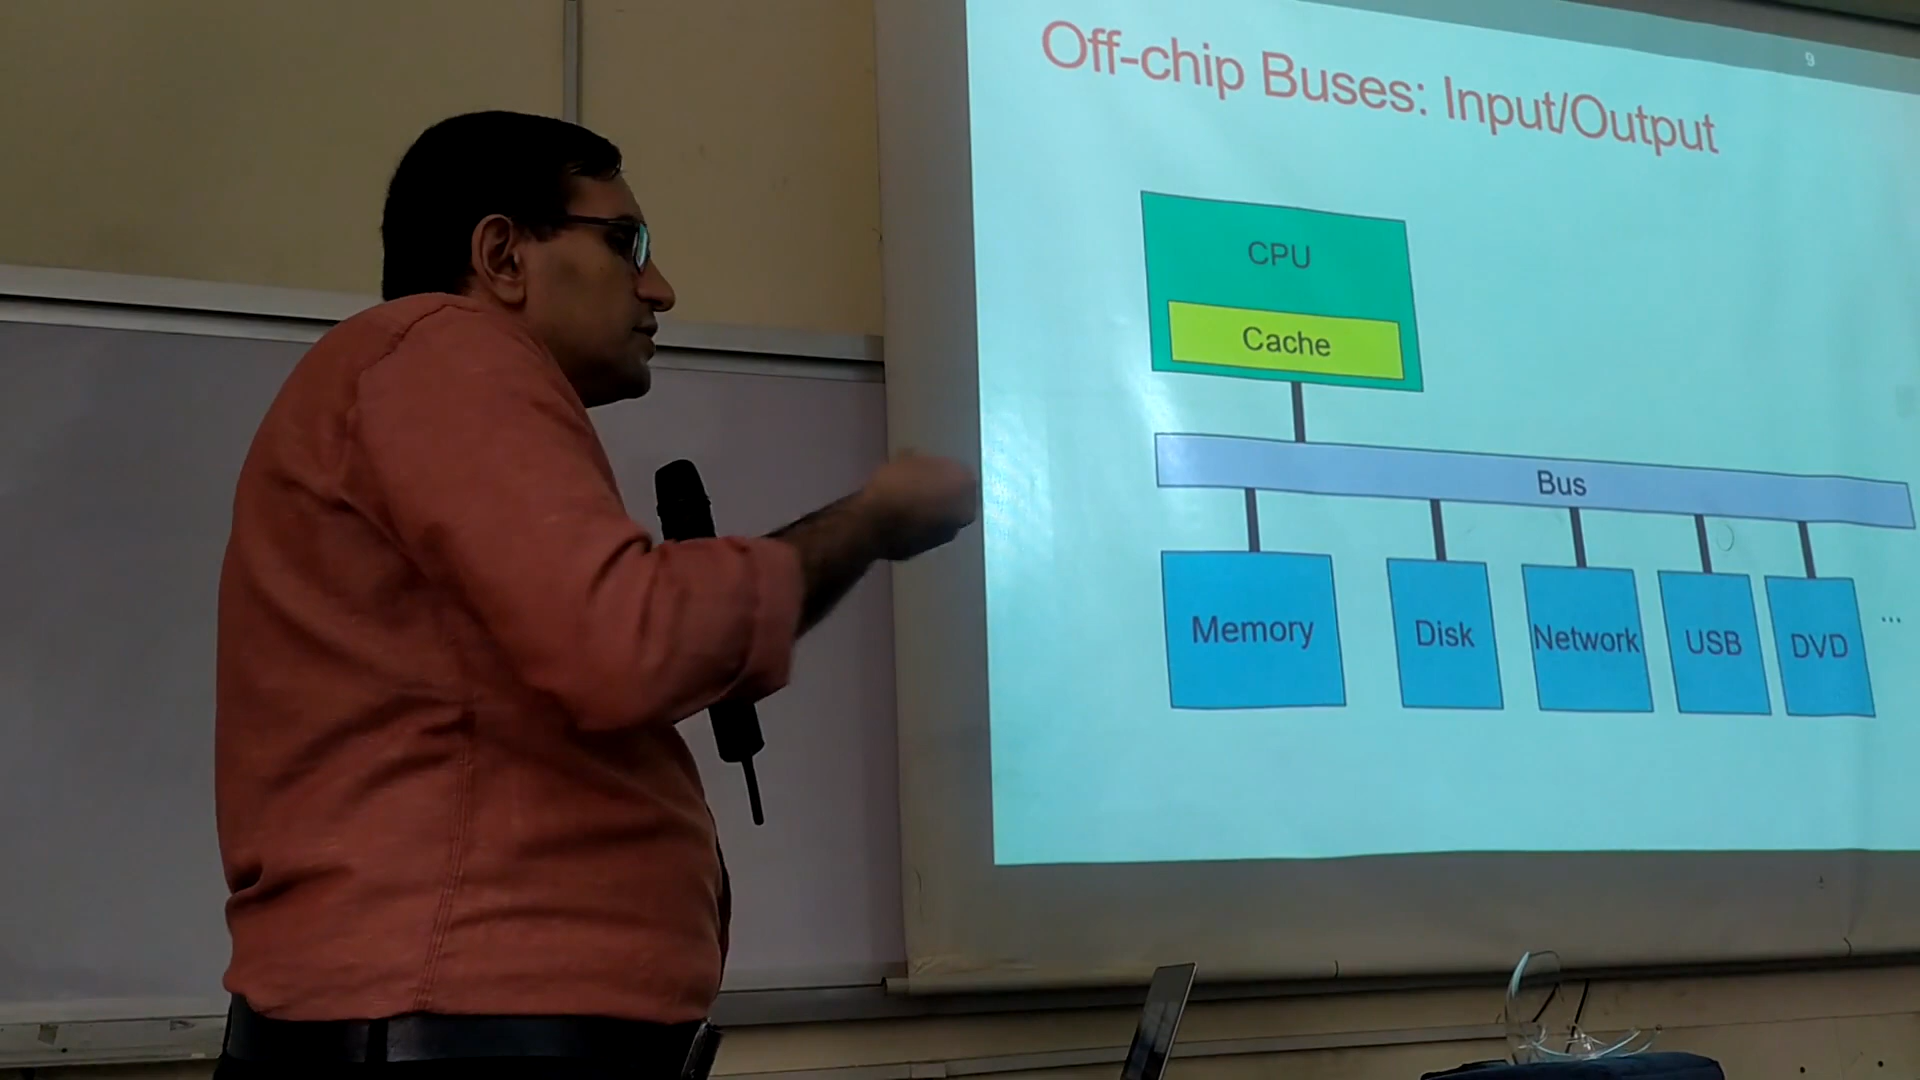 9
Off-chip Buses: Input/Output
CPU
Cache
Bus
Memory
Disk
Network
USB
DVD
...